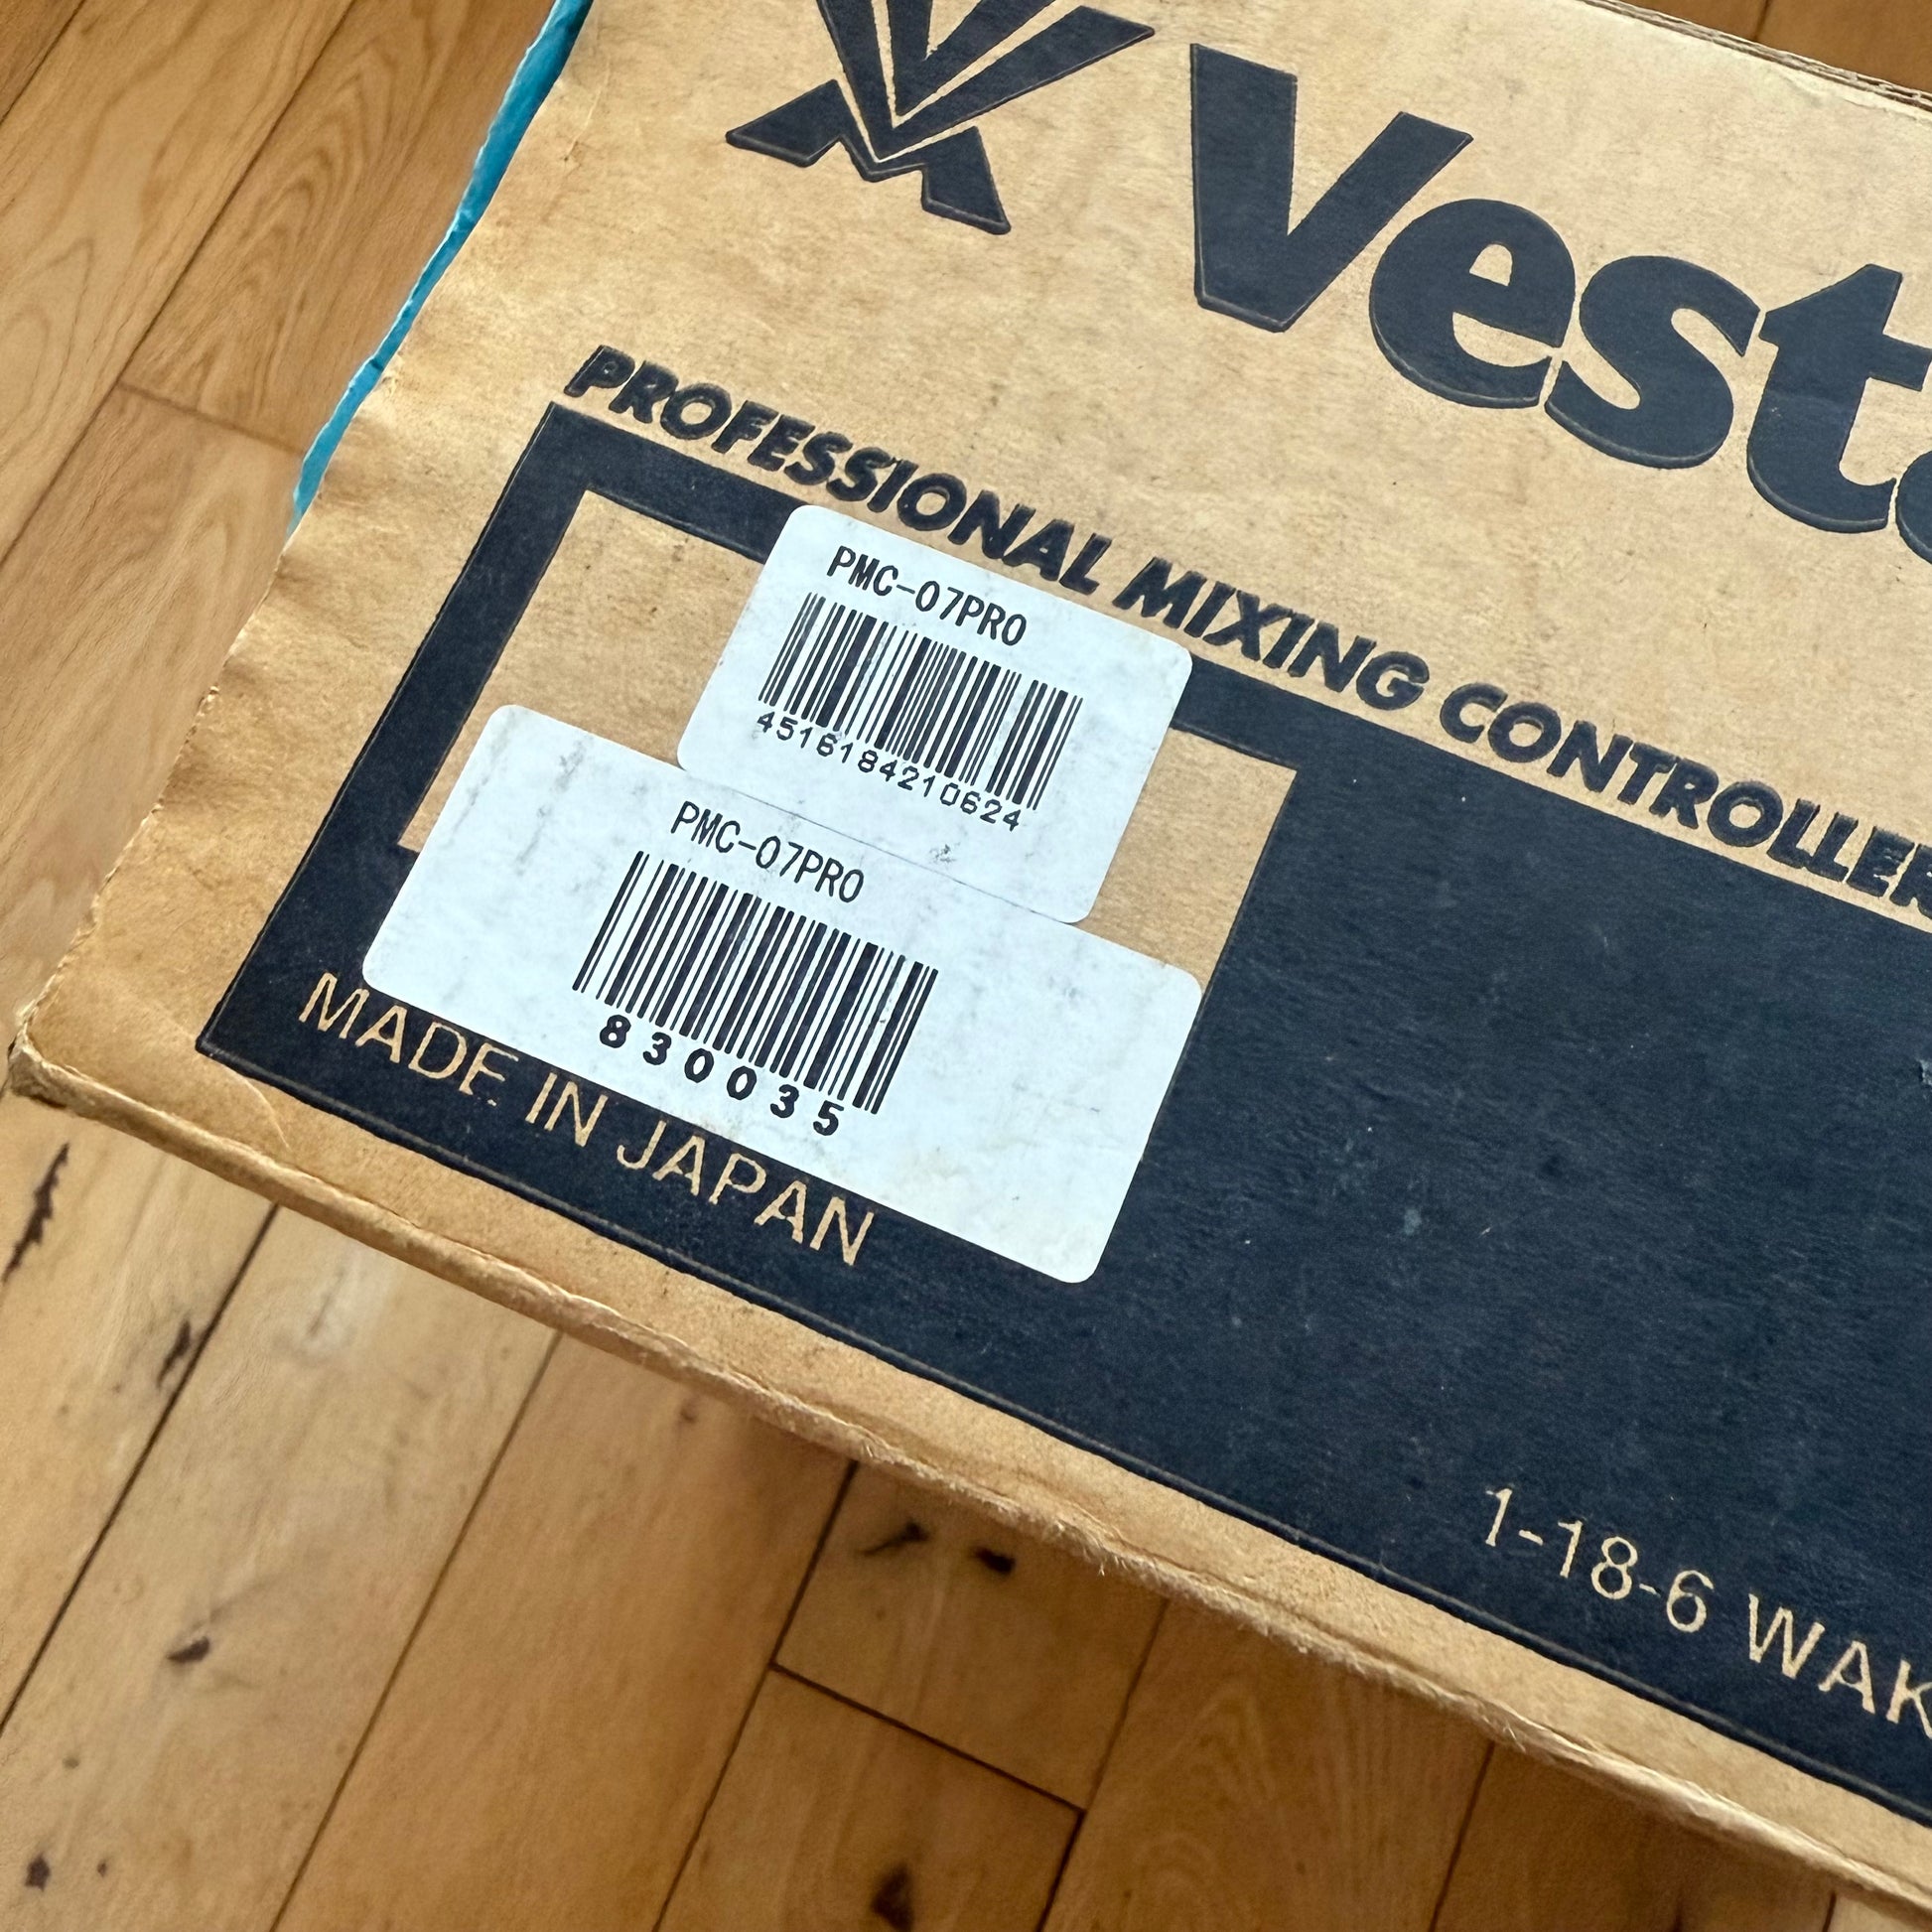 Vest
PROFESSIONAL MIXING CONTROLLER
PMC-07PRO
4516184210624
PMC-07PRO
830035
MADE IN JAPAN
1-18-6 WAK